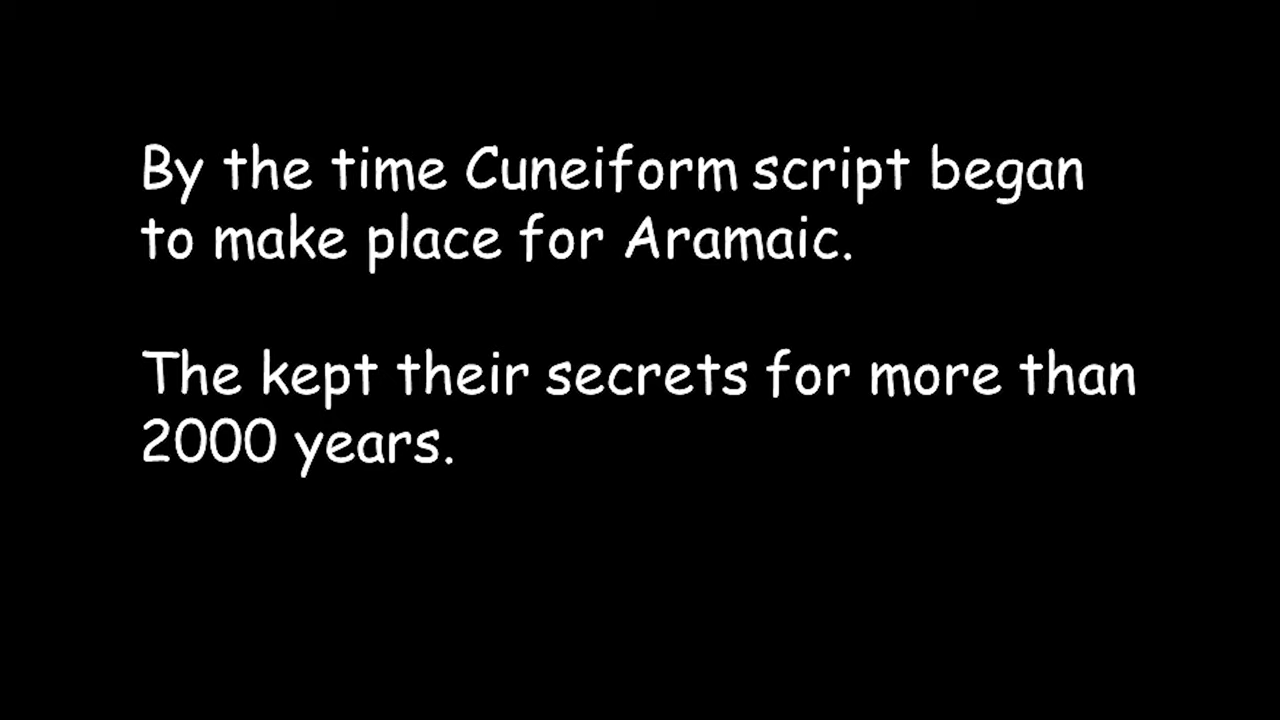 By the time Cuneiform script began
to make place for Aramaic.
The kept their secrets for more than
2000 years.